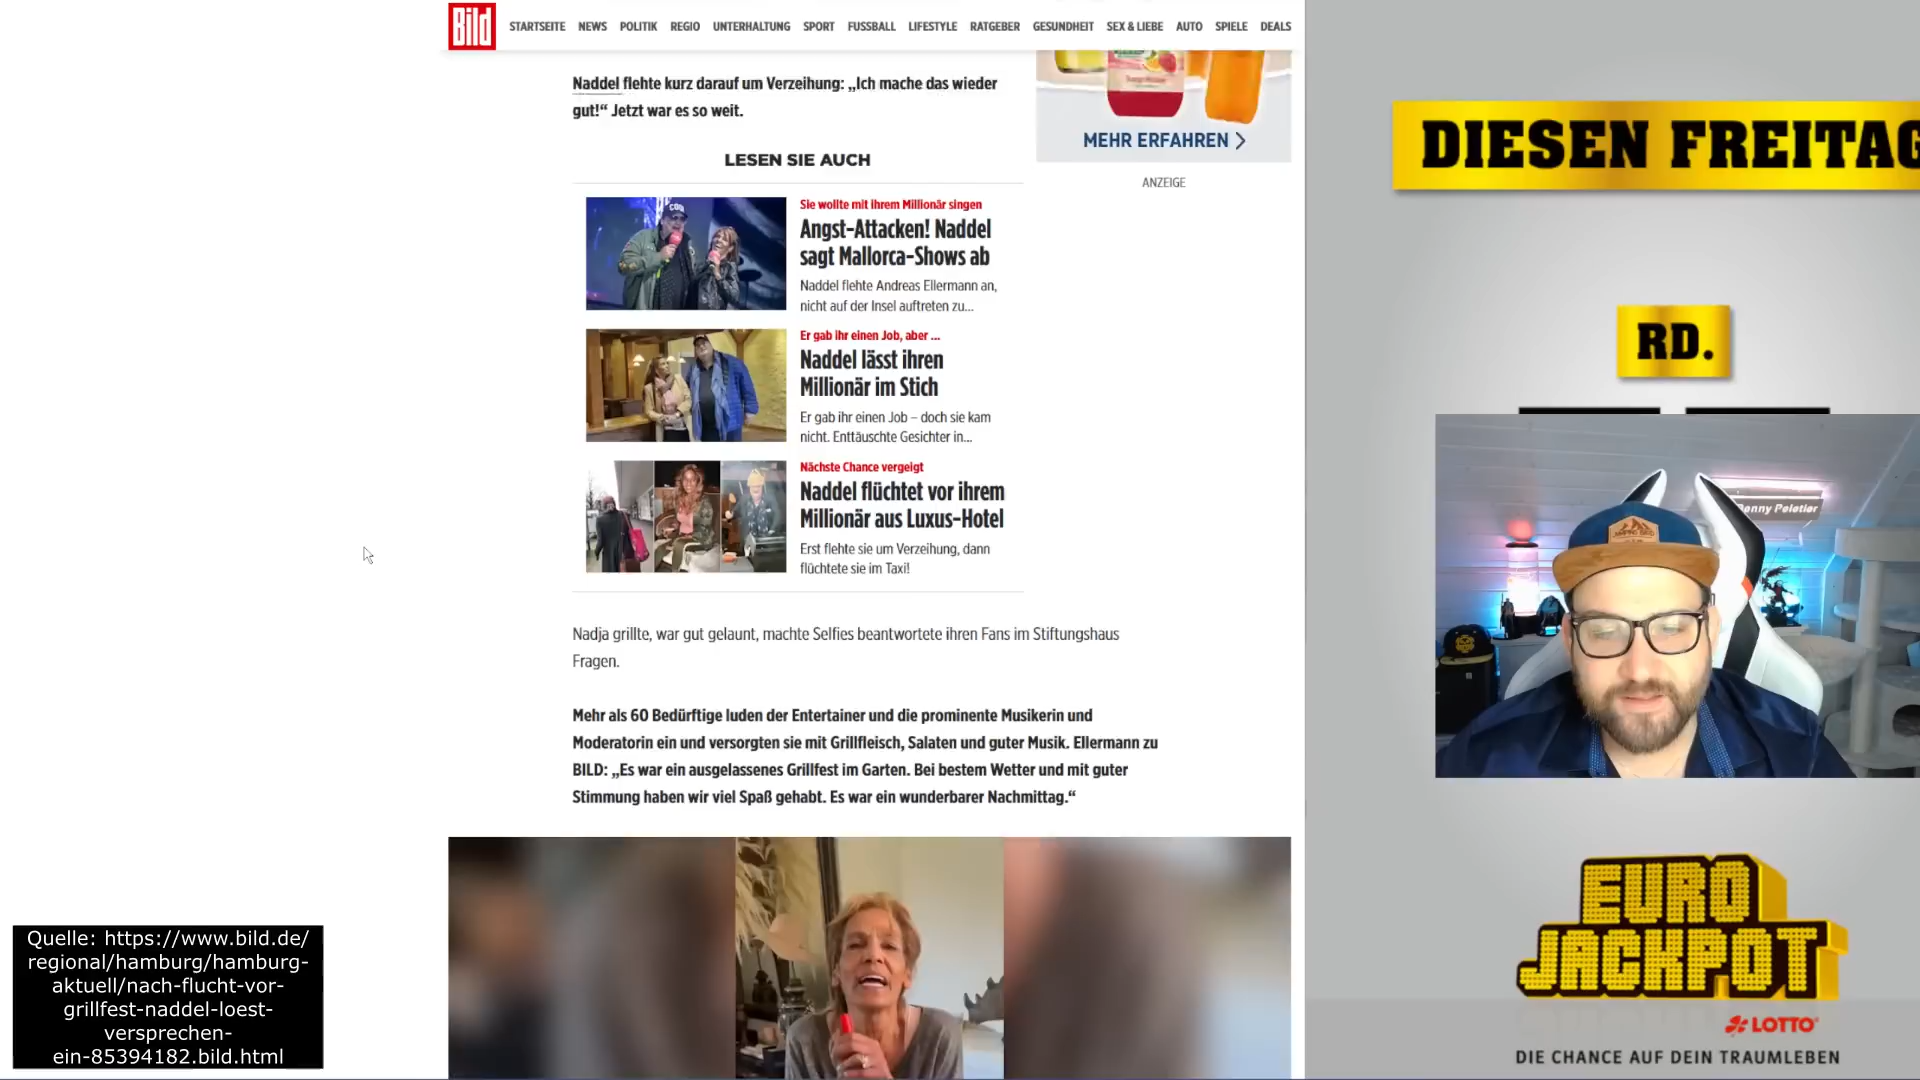 Bild
STARTSEITE NEWS POLITIK REGIO UNTERHALTUNG SPORT FUSSBALL LIFESTYLE RATGEBER GESUNDHEIT SEX & LIEBE AUTO SPIELE DEALS
Naddel flehte kurz darauf um Verzeihung: „Ich mache das wieder
gut!“ Jetzt war es so weit.
MEHR ERFAHREN
ANZEIGE
LESEN SIE AUCH
Sie wollte mit ihrem Millionär singen
Angst-Attacken! Naddel
sagt Mallorca-Shows ab
Naddel flehte Andreas Ellermann an,
nicht auf der Insel auftreten zu...
Er gab ihr einen Job, aber ...
Naddel lässt ihren
Millionär im Stich
Er gab ihr einen Job – doch sie kam
nicht. Enttäuschte Gesichter in...
Nächste Chance vergeigt
Naddel flüchtet vor ihrem
Millionär aus Luxus-Hotel
Erst flehte sie um Verzeihung, dann
flüchtete sie im Taxi!
Nadja grillte, war gut gelaunt, machte Selfies beantwortete ihren Fans im Stiftungshaus
Fragen.
Mehr als 60 Bedürftige luden der Entertainer und die prominente Musikerin und
Moderatorin ein und versorgten sie mit Grillfleisch, Salaten und guter Musik. Ellermann zu
BILD: „Es war ein ausgelassenes Grillfest im Garten. Bei bestem Wetter und mit guter
Stimmung haben wir viel Spaß gehabt. Es war ein wunderbarer Nachmittag.“
Quelle: https://www.bild.de/
regional/hamburg/hamburg-
aktuell/nach-flucht-vor-
grillfest-naddel-loest-
versprechen-
ein-85394182.bild.html
DIESEN FREITAG
RD.
EURO
JACKPOT
LOTTO
DIE CHANCE AUF DEIN TRAUMLEBEN